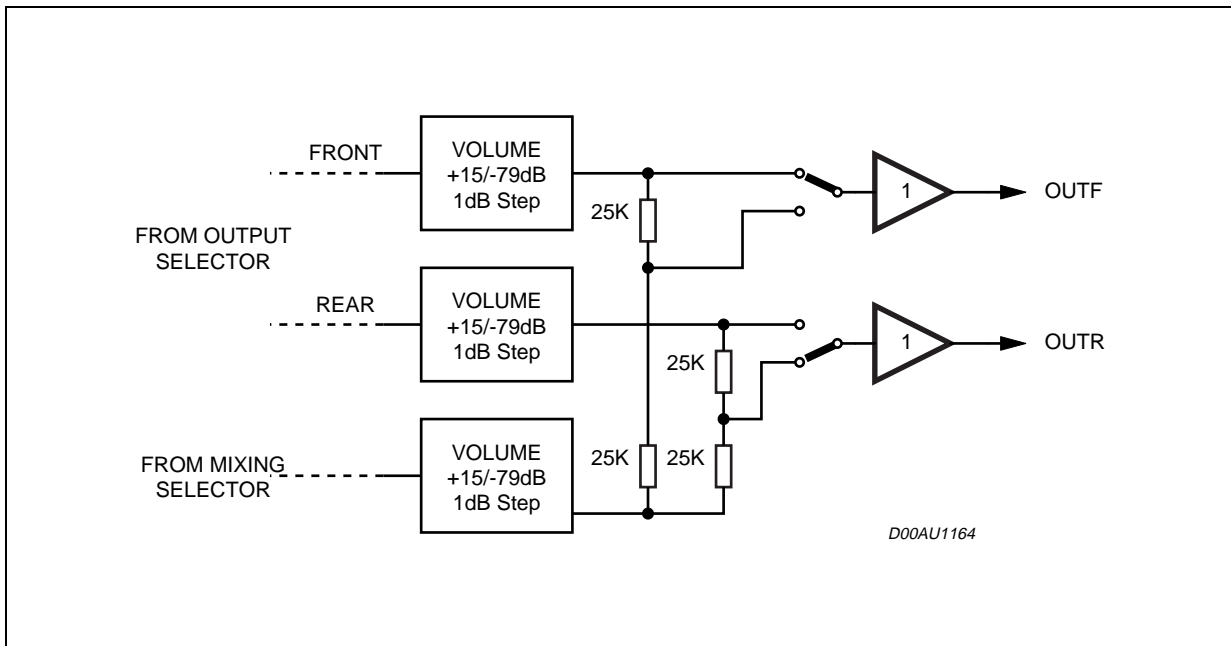 FRONT
VOLUME
+15/-79dB
1dB Step
25K
1
OUTF
FROM OUTPUT
SELECTOR
REAR
VOLUME
+15/-79dB
1dB Step
25K
1
OUTR
FROM MIXING
SELECTOR
VOLUME
+15/-79dB
1dB Step
25K
25K
D00AU1164